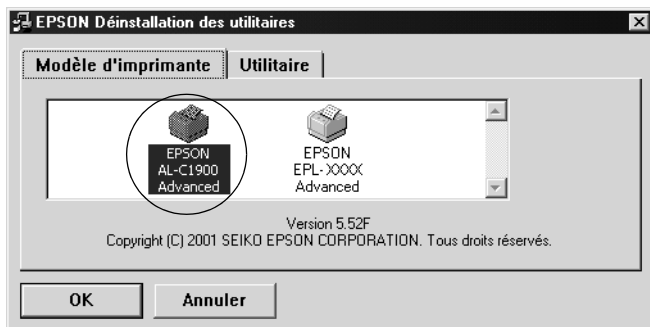 EPSON Déinstallation des utilitaires
Modèle d'imprimante
Utilitaire
EPSON
AL-C1900
Advanced
EPSON
EPL-XXXX
Advanced
Version 5.52F
Copyright (C) 2001 SEIKO EPSON CORPORATION. Tous droits réservés.
OK
Annuler